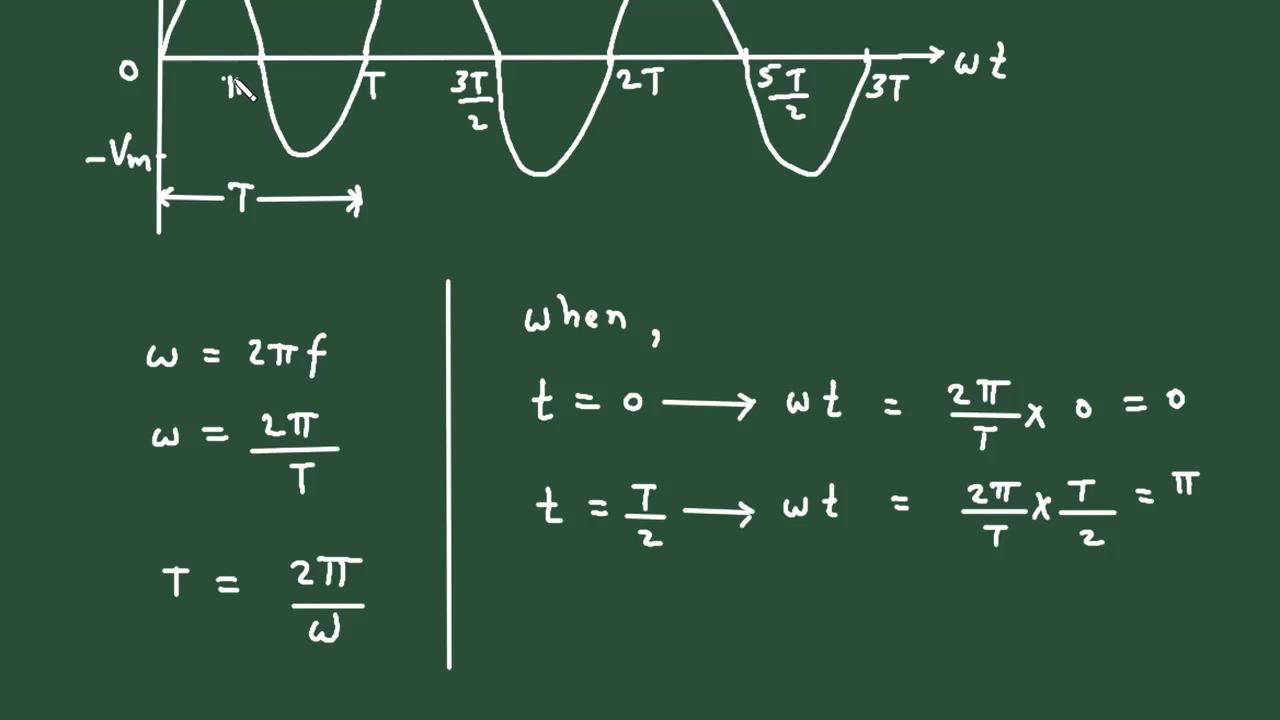 ωt
0 π T 3T/2 2T 5T/2 3T
-Vm
T
ω = 2πf
ω = 2π/T
T = 2π/ω
when,
t = 0 → ωt = 2π/T × 0 = 0
t = T/2 → ωt = 2π/T × T/2 = π